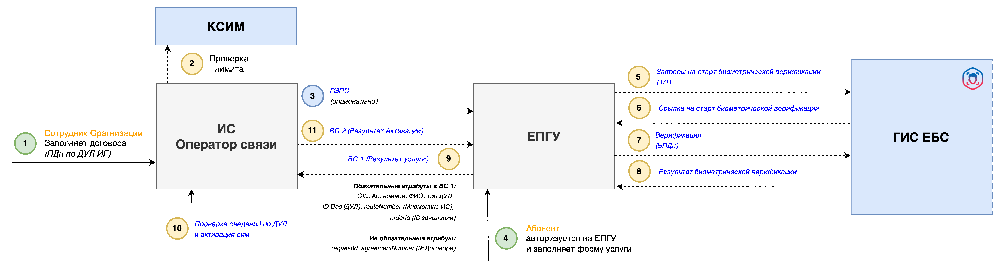 КСИМ
2
Проверка
лимита
1
Сотрудник Орагнизации
Заполняет договора
(ПДн по ДУЛ ИГ)
ИС
Оператор связи
3
ГЭПС
(опционально)
11
ВС 2 (Результат Активации)
ВС 1 (Результат услуги)
9
Обязательные атрибуты к ВС 1:
OID, Аб. номера, ФИО, Тип ДУЛ,
ID Doc (ДУЛ), routeNumber (Мнемоника ИС),
orderId (ID заявления)
Не обязательные атрибуы:
requestId, agreementNumber (№ Договора)
10
Проверка сведений по ДУЛ
и активация сим
ЕПГУ
4
Абонент
авторизуется на ЕПГУ
и заполняет форму услуги
5
Запросы на старт биометрической верификации
(1/1)
6
Ссылка на старт биометрической верификации
7
Верификация
(БПДн)
8
Результат биометрической верификации
ГИС ЕБС